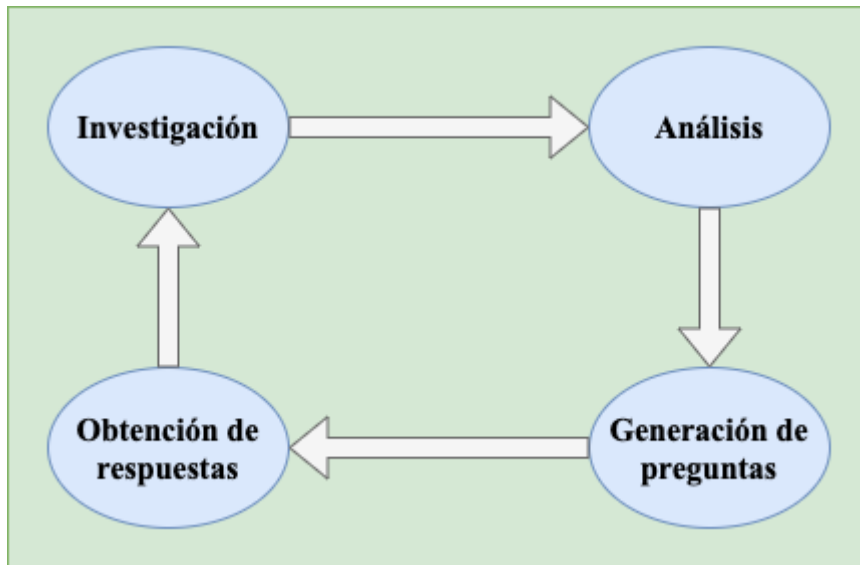 Investigación
Análisis
Obtención de
respuestas
Generación de
preguntas